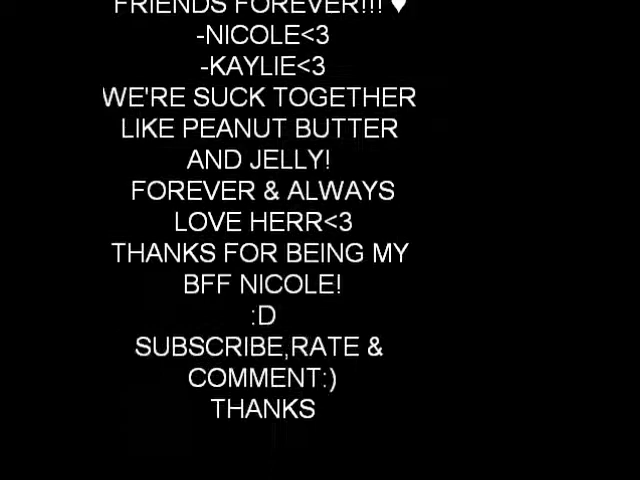 FRIENDS FOREVER!!! ♥
-NICOLE<3
-KAYLIE<3
WE'RE SUCK TOGETHER
LIKE PEANUT BUTTER
AND JELLY!
FOREVER & ALWAYS
LOVE HERR<3
THANKS FOR BEING MY
BFF NICOLE!
:D
SUBSCRIBE,RATE &
COMMENT:)
THANKS